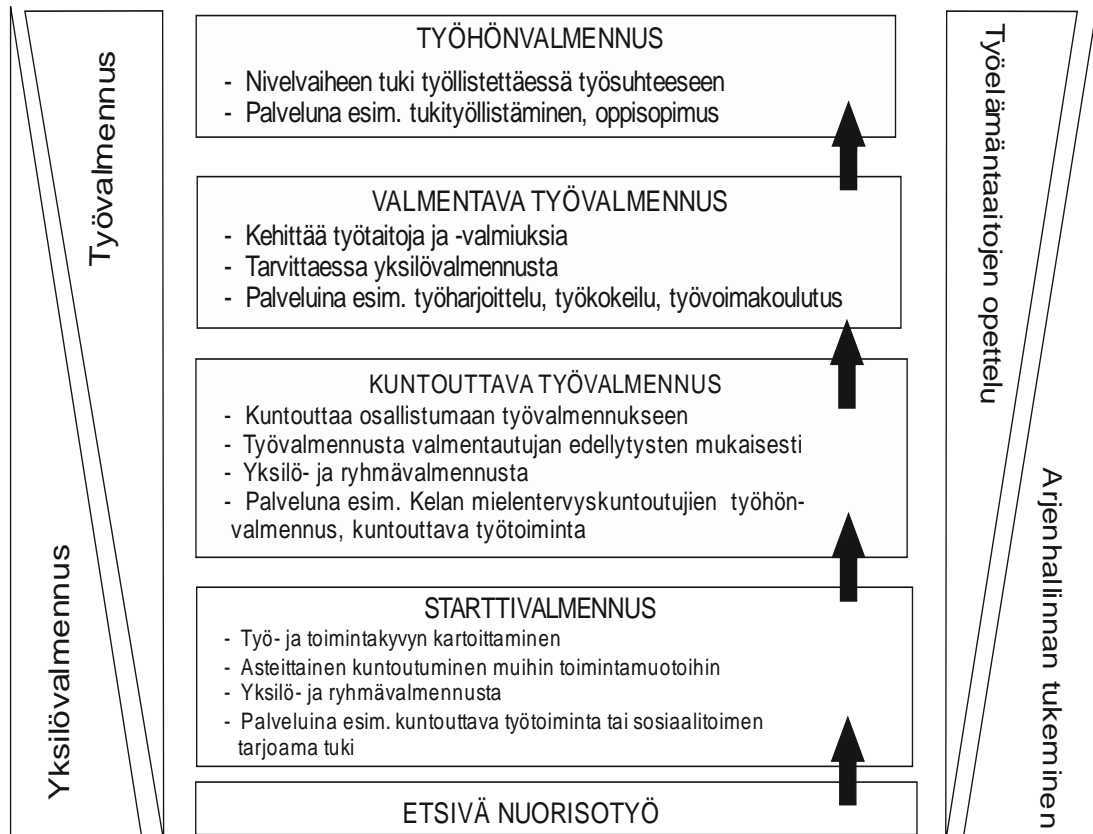 Työvalmennus
Yksilövalmennus
TYÖHÖNVALMENNUS
- Nivelvaiheen tuki työllistettäessä työsuhteeseen
- Palveluna esim. tukityöllistäminen, oppisopimus
VALMENTAVA TYÖVALMENNUS
- Kehittää työtaitoja ja -valmiuksia
- Tarvittaessa yksilövalmennusta
- Palveluina esim. työharjoittelu, työkokeilu, työvoimakoulutus
KUNTOUTTAVA TYÖVALMENNUS
- Kuntouttaa osallistumaan työvalmennukseen
- Työvalmennusta valmentautujan edellytysten mukaisesti
- Yksilö- ja ryhmävalmennusta
- Palveluna esim. Kelan mielentervyskuntoutujien työhön-
valmennus, kuntouttava työtoiminta
STARTTIVALMENNUS
- Työ- ja toimintakyvyn kartoittaminen
- Asteittainen kuntoutuminen muihin toimintamuotoihin
- Yksilö- ja ryhmävalmennusta
- Palveluina esim. kuntouttava työtoiminta tai sosiaalitoimen
tarjoama tuki
ETSIVÄ NUORISOTYÖ
Työelämäntaaitojen opettelu
Arjenhallinnan tukeminen